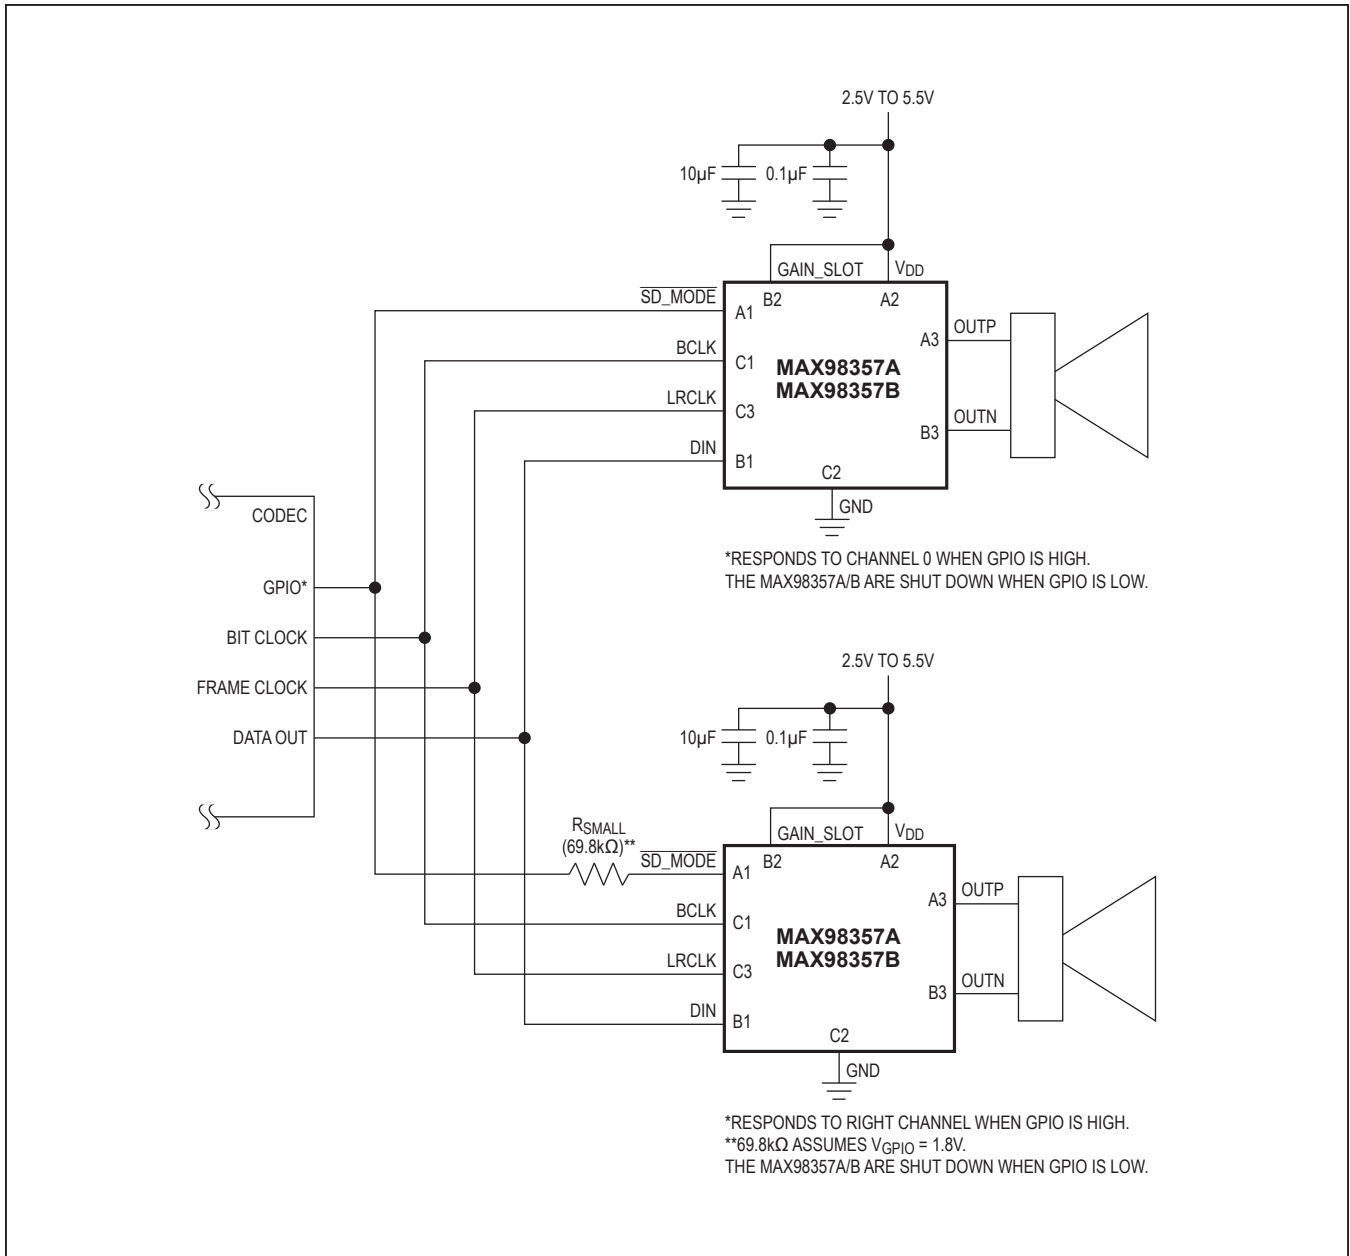 2.5V TO 5.5V
10µF
0.1µF
GAIN_SLOT
VDD
SD_MODE
B2
A2
A1
OUTP
A3
BCLK
C1
MAX98357A
MAX98357B
LRCLK
C3
OUTN
B3
DIN
B1
C2
GND
CODEC
*RESPONDS TO CHANNEL 0 WHEN GPIO IS HIGH.
THE MAX98357A/B ARE SHUT DOWN WHEN GPIO IS LOW.
GPIO*
BIT CLOCK
FRAME CLOCK
DATA OUT
2.5V TO 5.5V
10µF
0.1µF
RSMALL
(69.8kΩ)**
GAIN_SLOT
VDD
SD_MODE
B2
A2
A1
OUTP
A3
BCLK
C1
MAX98357A
MAX98357B
LRCLK
C3
OUTN
B3
DIN
B1
C2
GND
*RESPONDS TO RIGHT CHANNEL WHEN GPIO IS HIGH.
**69.8kΩ ASSUMES VGPIO = 1.8V.
THE MAX98357A/B ARE SHUT DOWN WHEN GPIO IS LOW.